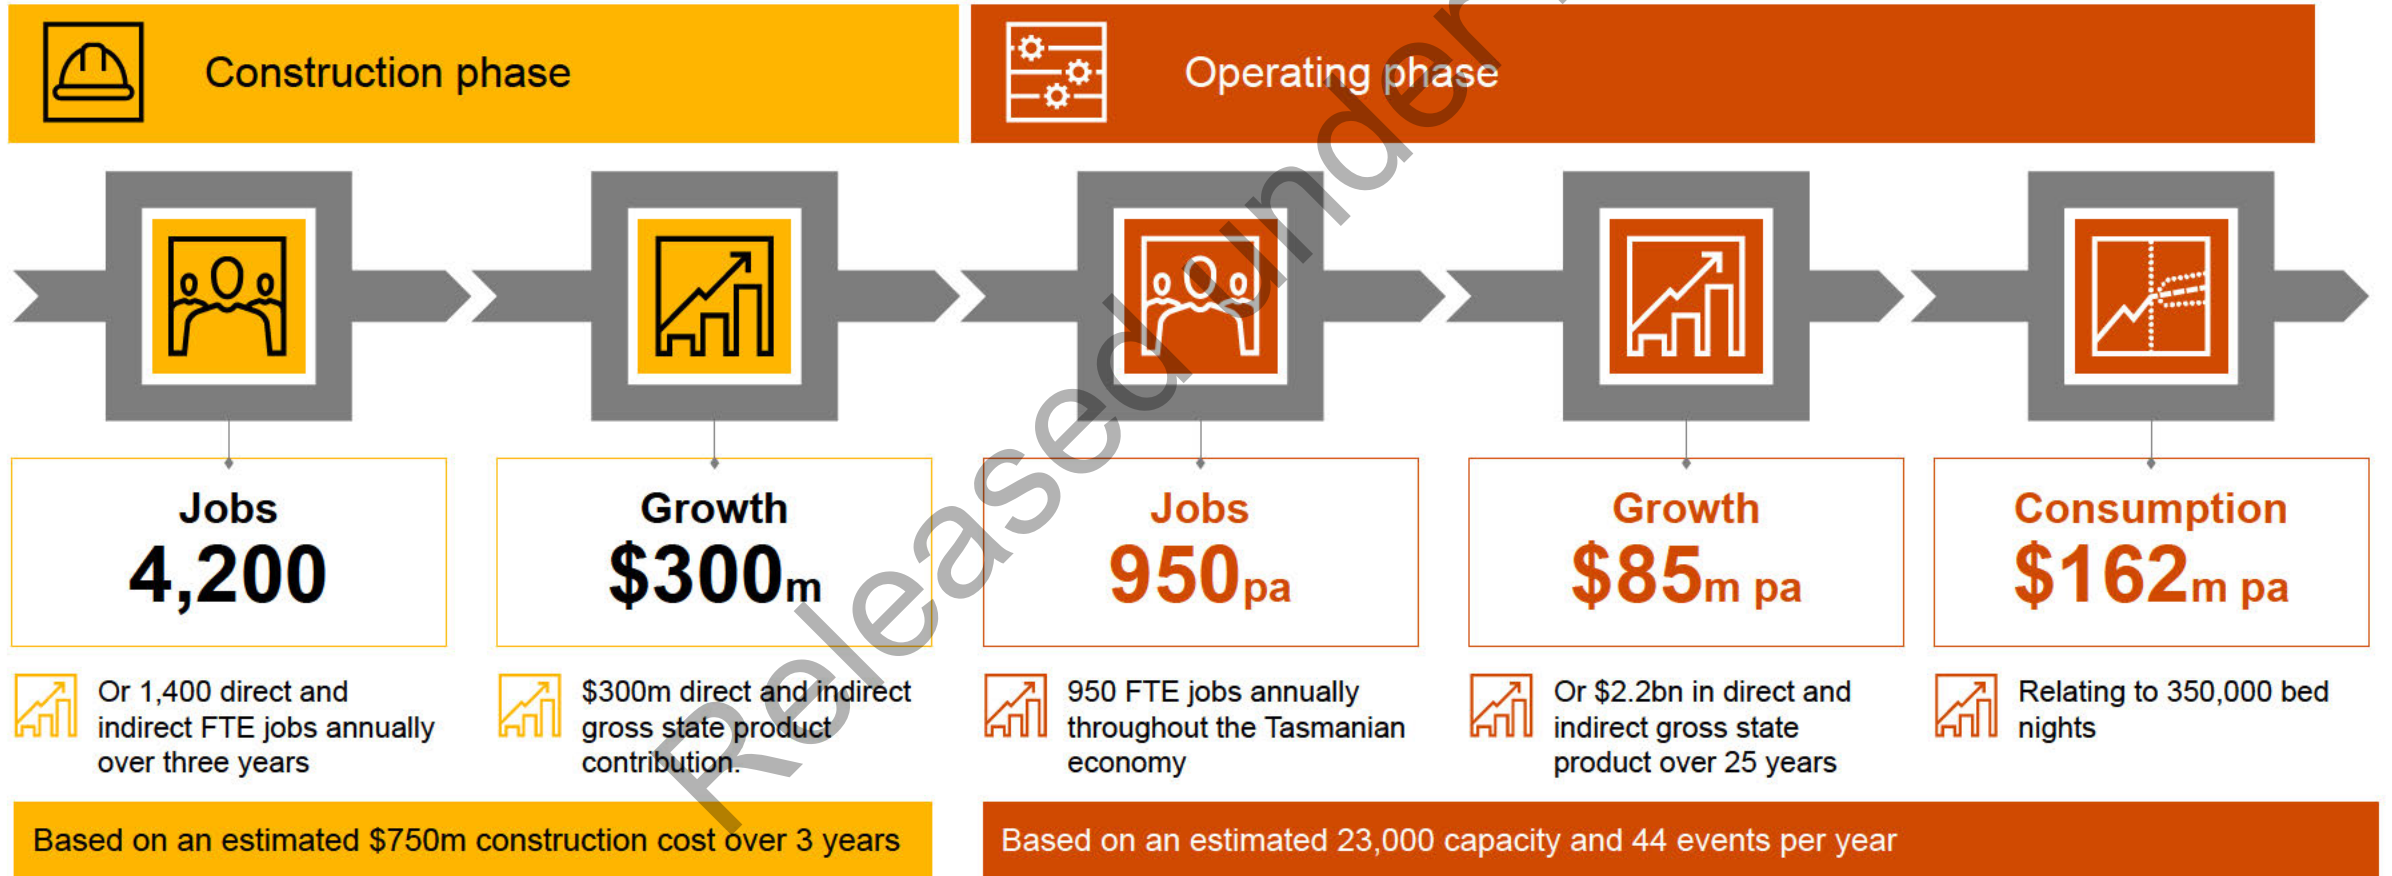 Construction phase
Operating phase
Jobs
4,200
Growth
$300m
Jobs
950pa
Growth
$85m pa
Consumption
$162m pa
Or 1,400 direct and
indirect FTE jobs annually
over three years
$300m direct and indirect
gross state product
contribution.
950 FTE jobs annually
throughout the Tasmanian
economy
Or $2.2bn in direct and
indirect gross state
product over 25 years
Relating to 350,000 bed
nights
Based on an estimated $750m construction cost over 3 years
Based on an estimated 23,000 capacity and 44 events per year
Released under